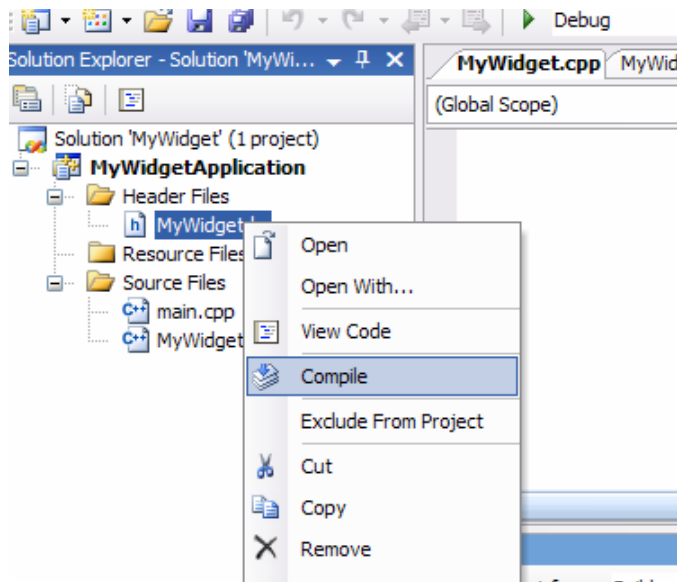 Debug
Solution Explorer - Solution 'MyWi...
MyWidget.cpp
MyWid
(Global Scope)
Solution 'MyWidget' (1 project)
MyWidgetApplication
Header Files
MyWidget
Resource Files
Source Files
main.cpp
MyWidget
Open
Open With...
View Code
Compile
Exclude From Project
Cut
Copy
Remove